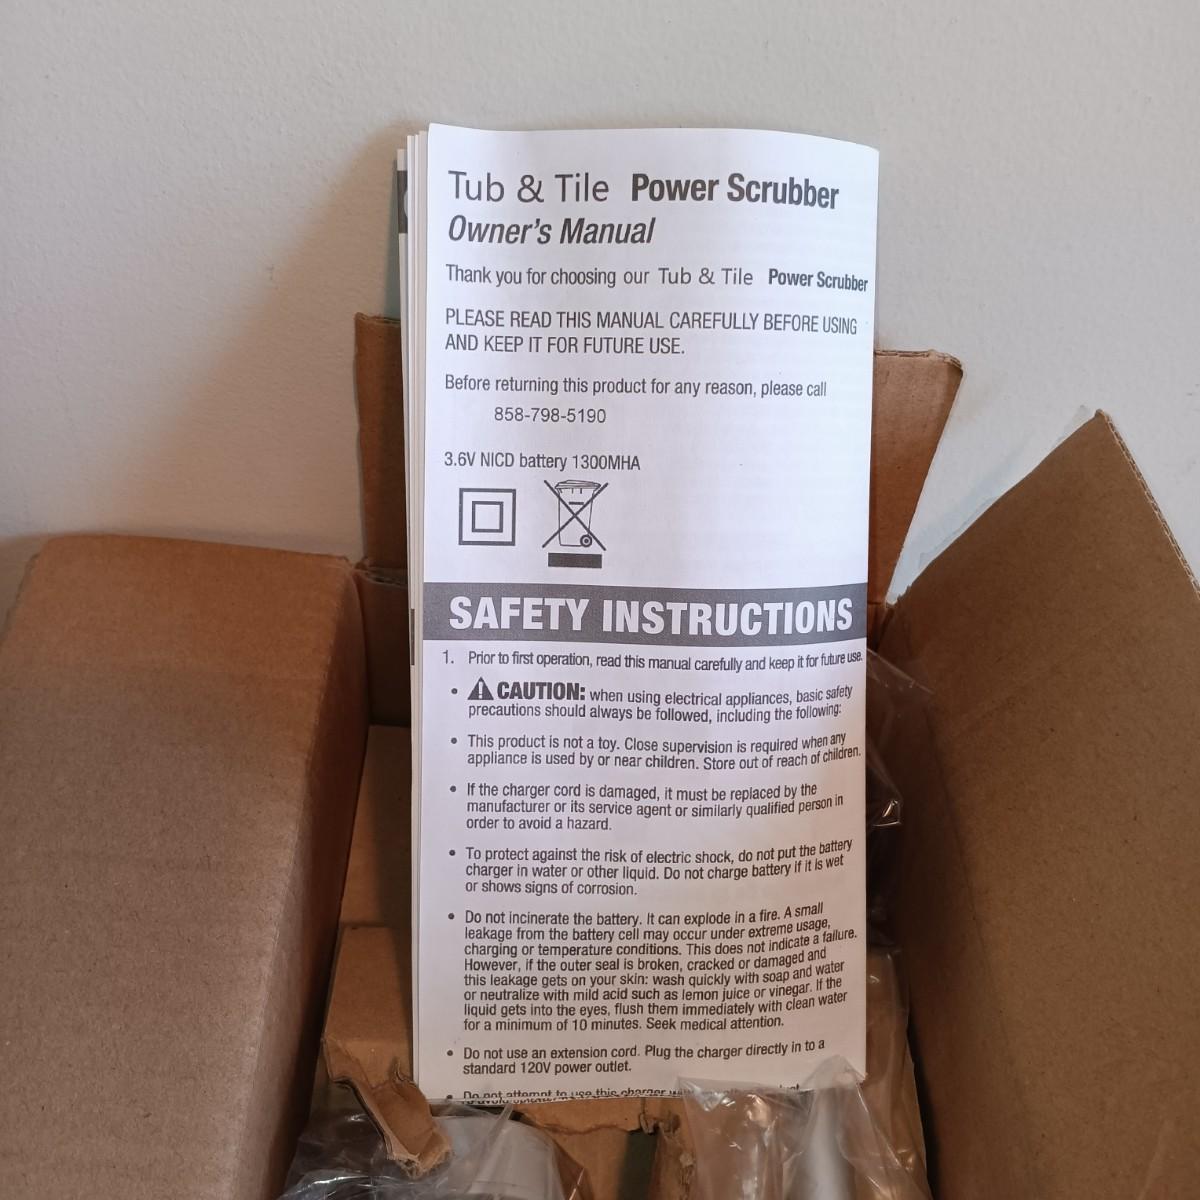 Tub & Tile Power Scrubber
Owner's Manual
Thank you for choosing our Tub & Tile Power Scrubber
PLEASE READ THIS MANUAL CAREFULLY BEFORE USING
AND KEEP IT FOR FUTURE USE.
Before returning this product for any reason, please call
858-798-5190
3.6V NICD battery 1300MHA
SAFETY INSTRUCTIONS
1. Prior to first operation, read this manual carefully and keep it for future use.
• CAUTION: when using electrical appliances, basic safety
precautions should always be followed, including the following:
• This product is not a toy. Close supervision is required when any
appliance is used by or near children. Store out of reach of children.
• If the charger cord is damaged, it must be replaced by the
manufacturer or its service agent or similarly qualified person in
order to avoid a hazard.
• To protect against the risk of electric shock, do not put the battery
charger in water or other liquid. Do not charge battery if it is wet
or shows signs of corrosion.
• Do not incinerate the battery. It can explode in a fire. A small
leakage from the battery cell may occur under extreme usage,
charging or temperature conditions. This does not indicate a failure.
However, if the outer seal is broken, cracked or damaged and
this leakage gets on your skin: wash quickly with soap and water
or neutralize with mild acid such as lemon juice or vinegar. If the
liquid gets into the eyes, flush them immediately with clean water
for a minimum of 10 minutes. Seek medical attention.
• Do not use an extension cord. Plug the charger directly in to a
standard 120V power outlet.
• Do not attempt to use this charger